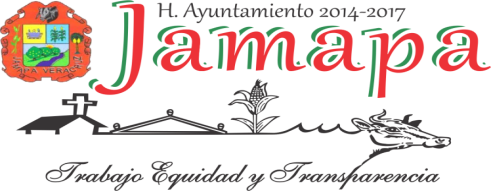 H. Ayuntamiento 2014-2017
Jamapa
Trabajo Equidad y Transparencia